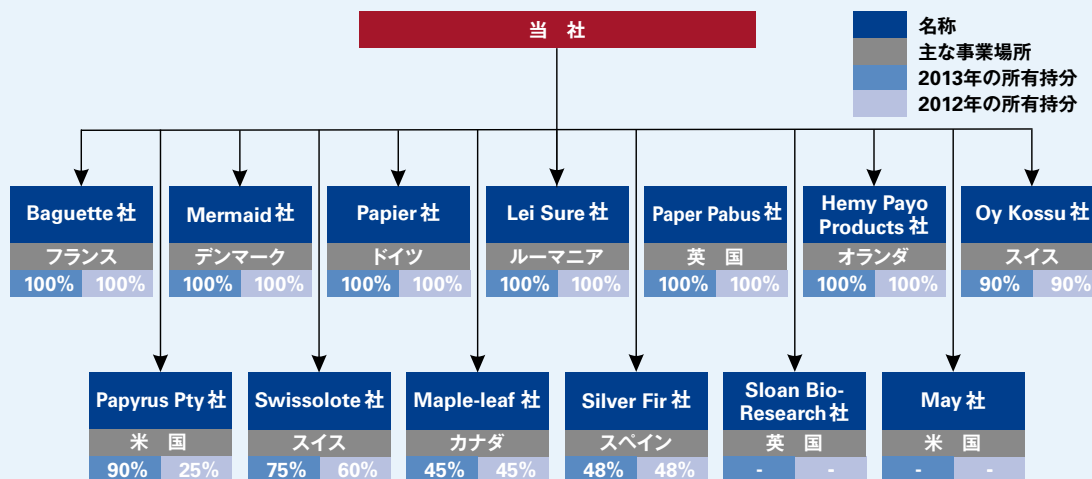 当 社
名称
主な事業場所
2013年の所有持分
2012年の所有持分
Baguette 社
フランス
100% 100%
Mermaid 社
デンマーク
100% 100%
Papier 社
ドイツ
100% 100%
Lei Sure 社
ルーマニア
100% 100%
Paper Pabus 社
英 国
100% 100%
Hemy Payo
Products 社
オランダ
100% 100%
Oy Kossu 社
スイス
90% 90%
Papyrus Pty 社
米 国
90% 25%
Swissolote 社
スイス
75% 60%
Maple-leaf 社
カナダ
45% 45%
Silver Fir 社
スペイン
48% 48%
Sloan Bio-
Research 社
英 国
- -
May 社
米 国
- -